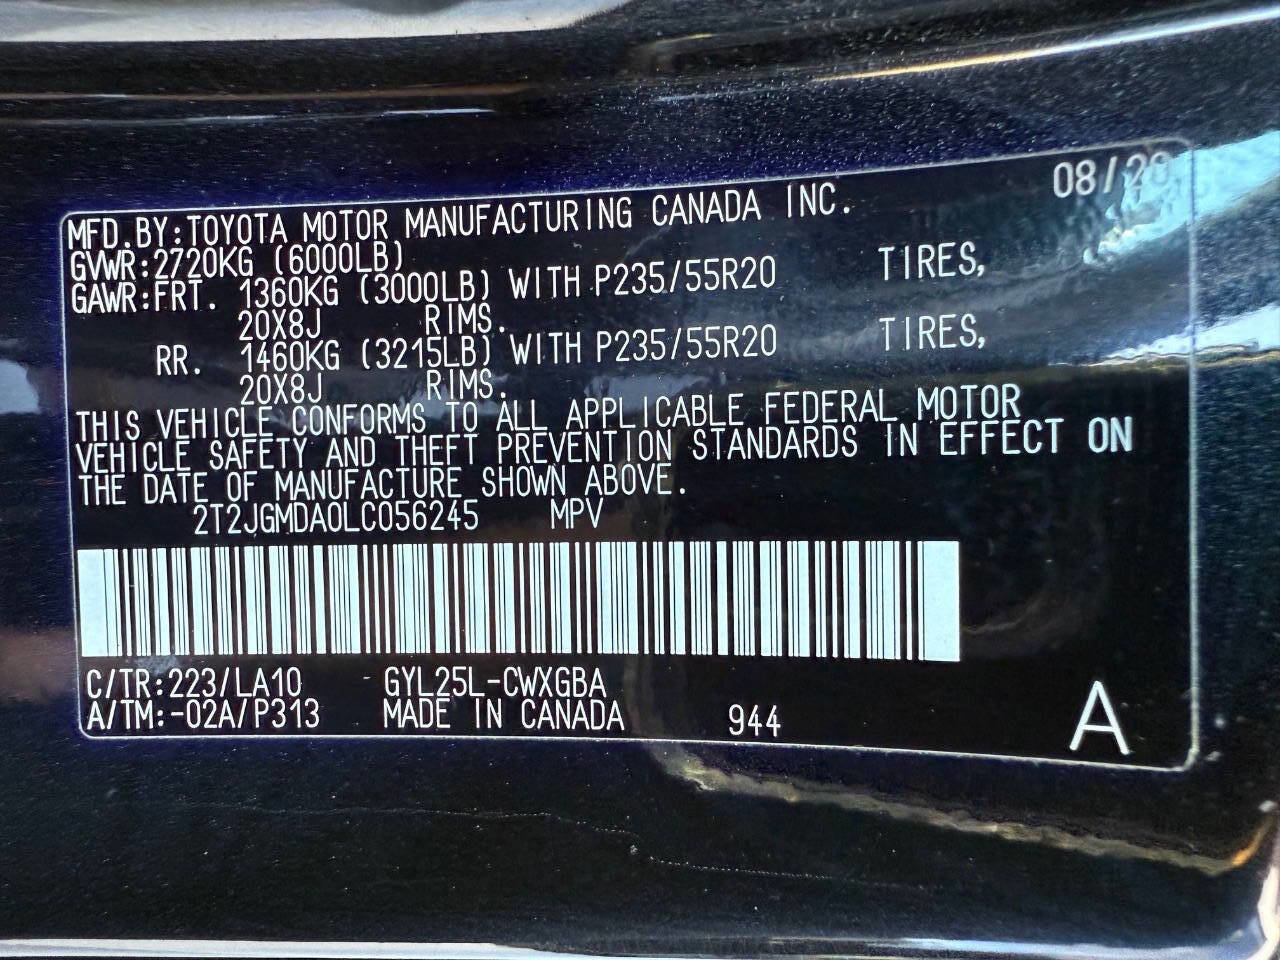 08/20
MFD.BY:TOYOTA MOTOR MANUFACTURING CANADA INC.
GVWR:2720KG (6000LB)
GAWR:FRT. 1360KG (3000LB) WITH P235/55R20 TIRES,
20X8J RIMS.
RR. 1460KG (3215LB) WITH P235/55R20 TIRES,
20X8J RIMS.
THIS VEHICLE CONFORMS TO ALL APPLICABLE FEDERAL MOTOR
VEHICLE SAFETY AND THEFT PREVENTION STANDARDS IN EFFECT ON
THE DATE OF MANUFACTURE SHOWN ABOVE.
2T2JGMDA0LC056245 MPV
C/TR:223/LA10 GYL25L-CWXGBA
A/TM:-02A/P313 MADE IN CANADA 944
A